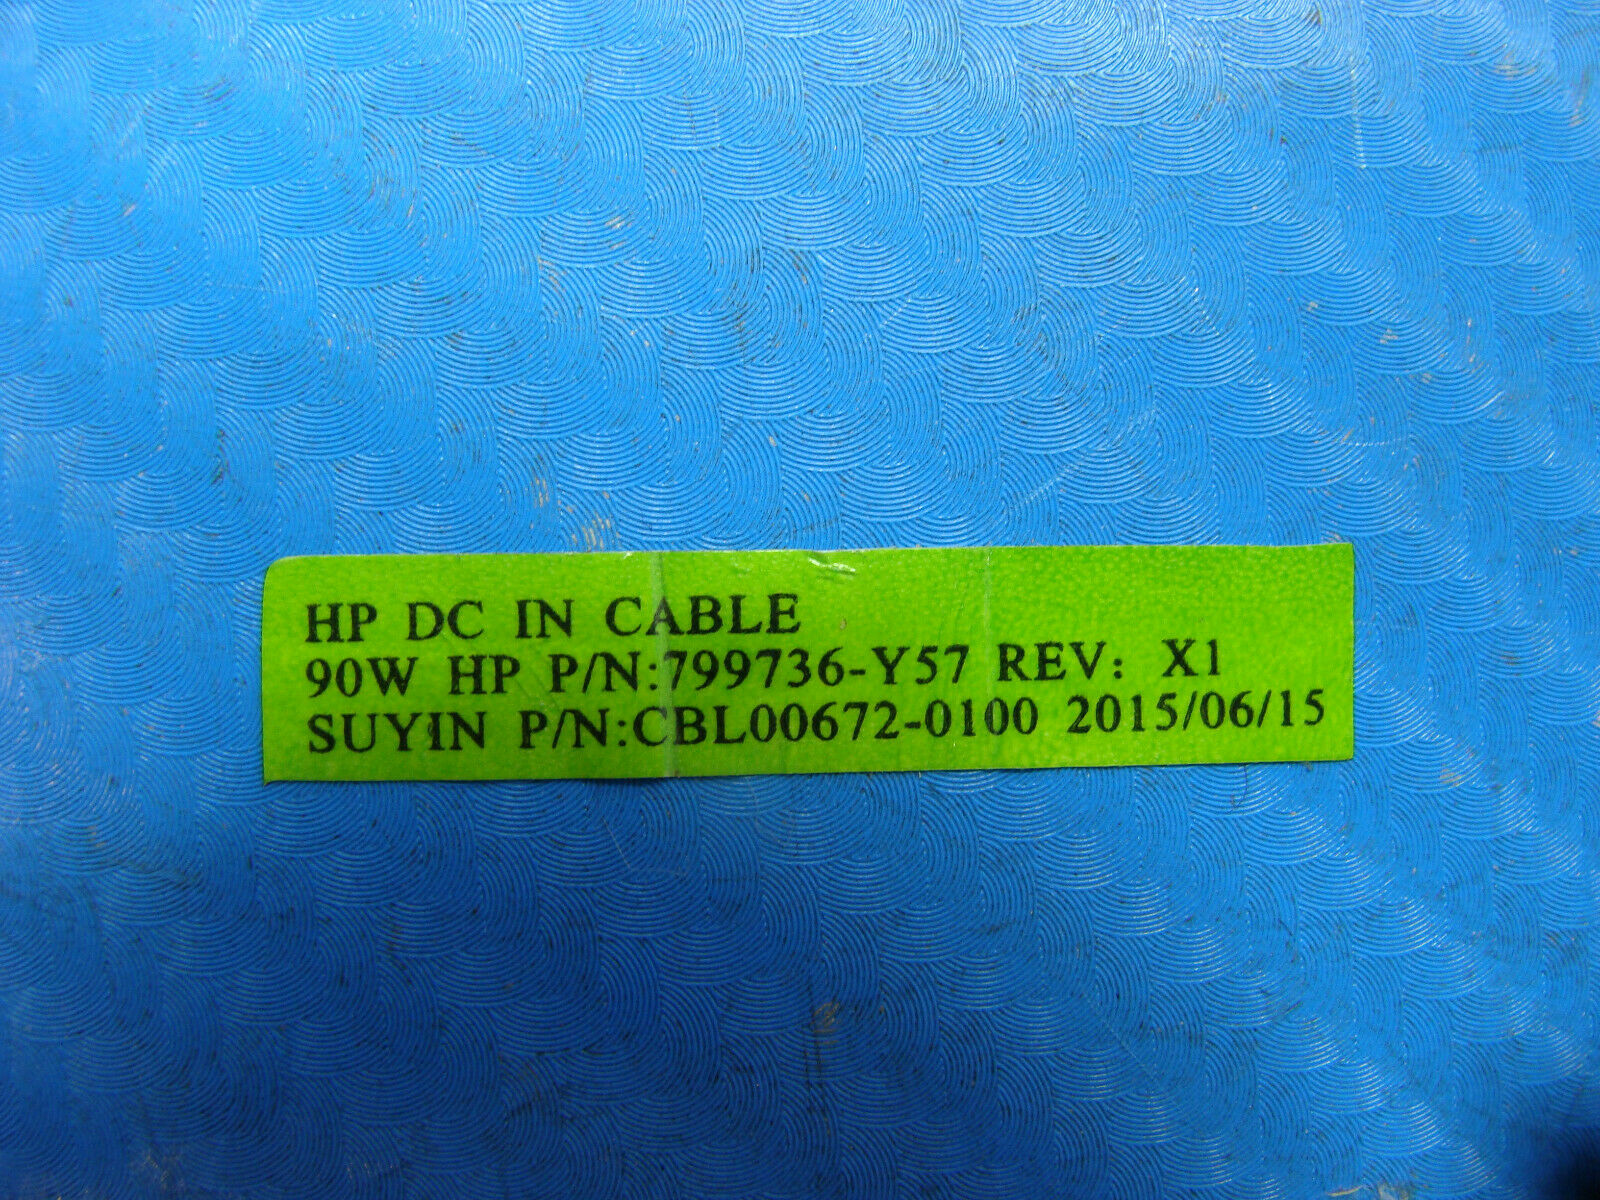 HP DC IN CABLE
90W HP P/N:799736-Y57 REV: X1
SUYIN P/N:CBL00672-0100 2015/06/15